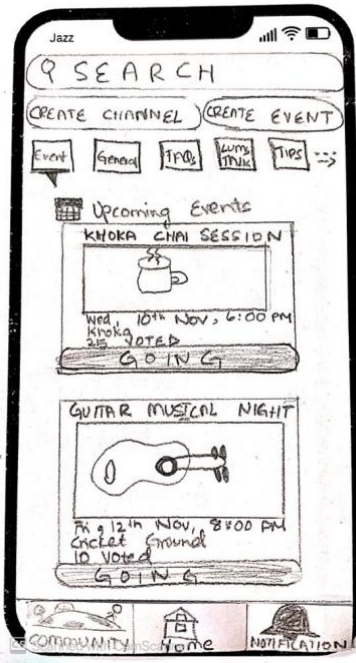 Jazz
SEARCH
CREATE CHANNEL CREATE EVENT
Event General FAQs LUMS TALK TIPS
Upcoming Events
KHOKA CHAI SESSION
Wed, 10th Nov, 6:00 PM
Khoka
215 VOTED
GOING
GUITAR MUSICAL NIGHT
Fri, 12th Nov, 8:00 PM
Cricket Ground
10 Voted
GOING
COMMUNITY Home NOTIFICATION